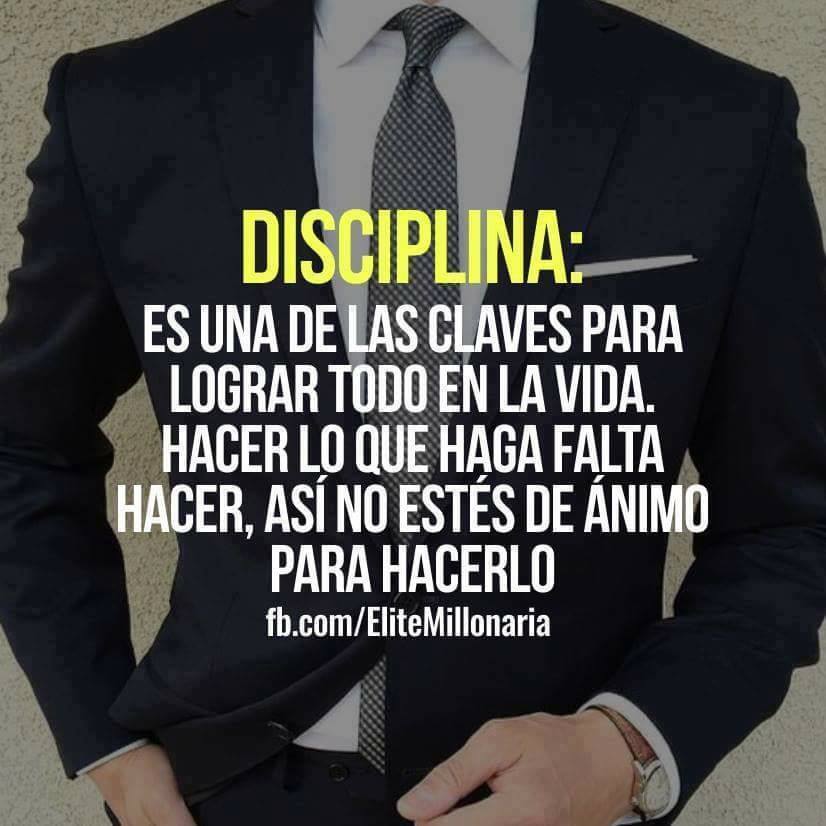 DISCIPLINA:
ES UNA DE LAS CLAVES PARA
LOGRAR TODO EN LA VIDA.
HACER LO QUE HAGA FALTA
HACER, ASÍ NO ESTÉS DE ÁNIMO
PARA HACERLO
fb.com/EliteMillonaria